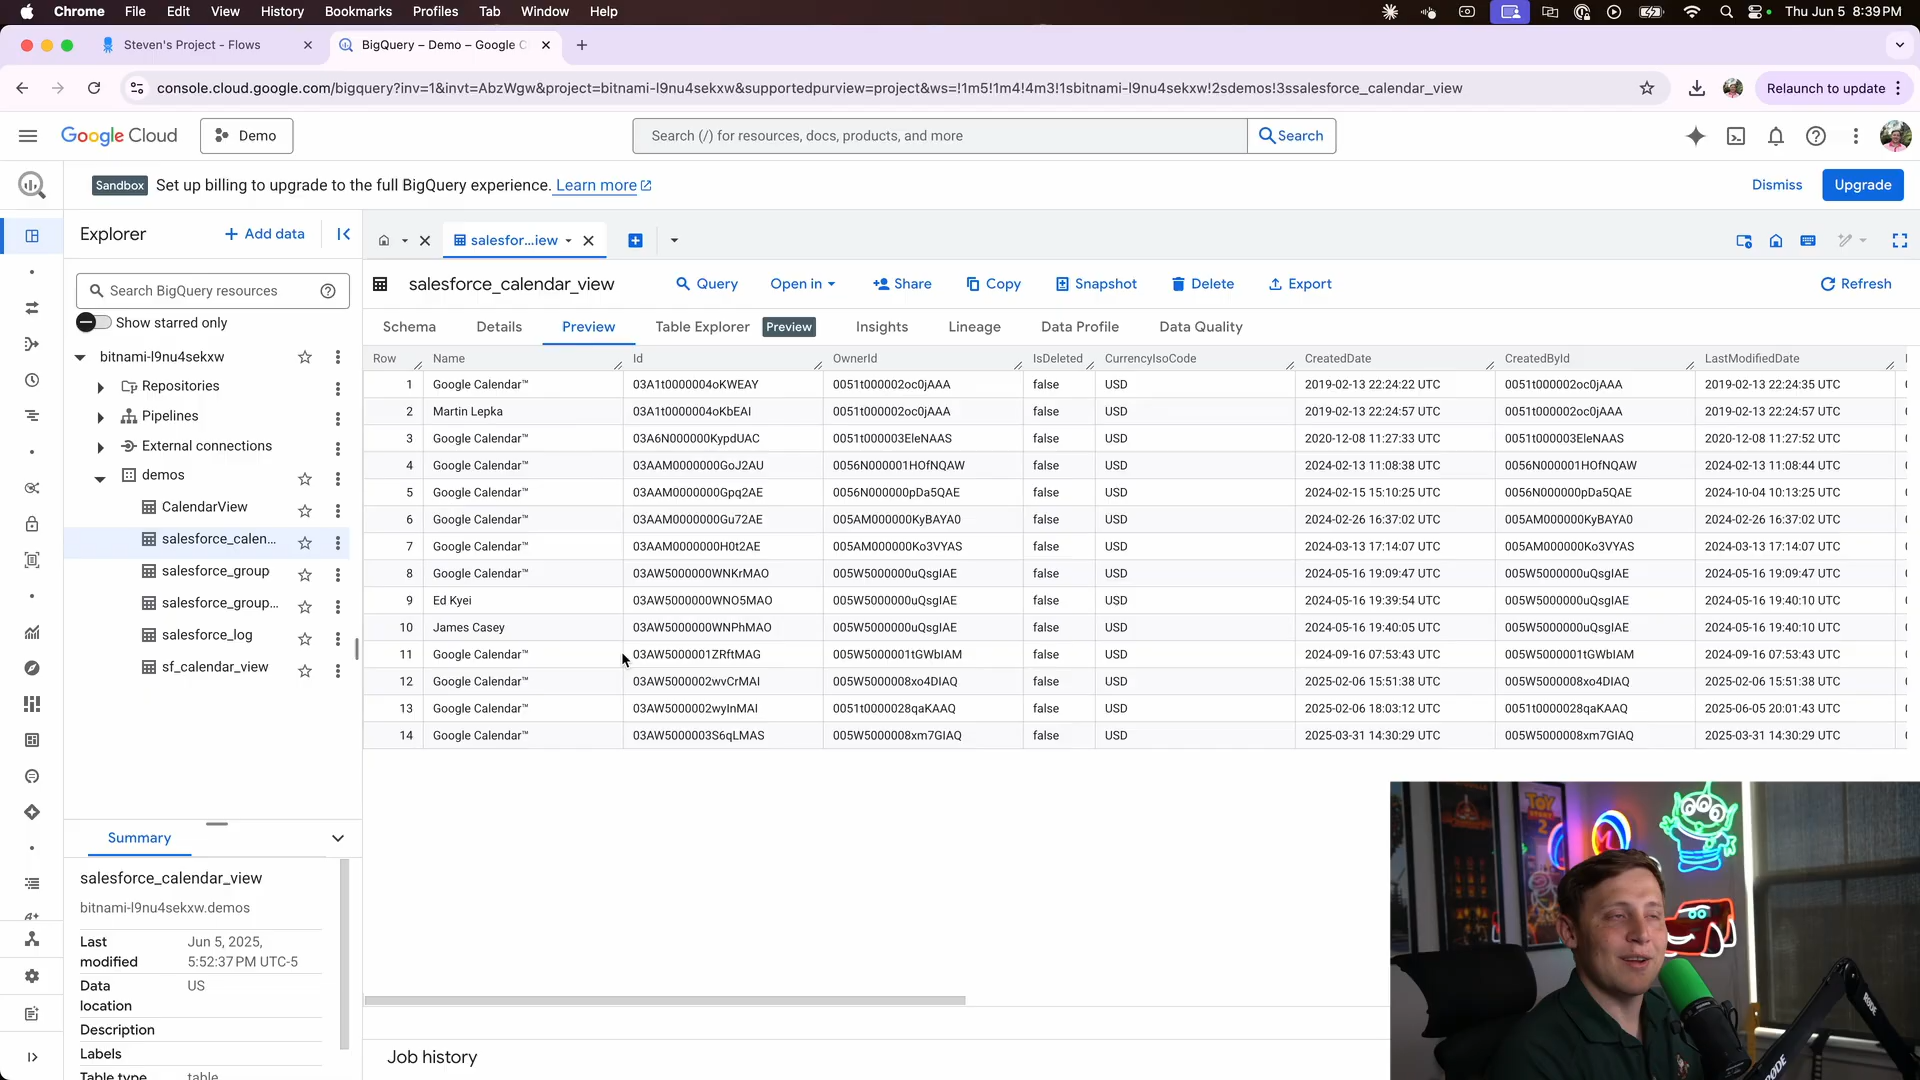 Chrome File Edit View History Bookmarks Profiles Tab Window Help Thu Jun 5 8:39 PM
Steven's Project - Flows BigQuery – Demo – Google C
console.cloud.google.com/bigquery?inv=1&invt=AbzWgw&project=bitnami-l9nu4sekxw&supportedpurview=project&ws=!1m5!1m4!4m3!1sbitnami-l9nu4sekxw!2sdemos!3ssalesforce_calendar_view Relaunch to update
Google Cloud Demo Search (/) for resources, docs, products, and more Search
Sandbox Set up billing to upgrade to the full BigQuery experience. Learn more Dismiss Upgrade
Explorer + Add data salesfor...iew
Search BigQuery resources
Show starred only
bitnami-l9nu4sekxw
Repositories
Pipelines
External connections
demos
CalendarView
salesforce_calen...
salesforce_group
salesforce_group...
salesforce_log
sf_calendar_view
Summary
salesforce_calendar_view
bitnami-l9nu4sekxw.demos
Last modified Jun 5, 2025, 5:52:37 PM UTC-5
Data location US
Description
Labels
Table type table
salesforce_calendar_view Query Open in Share Copy Snapshot Delete Export Refresh
Schema Details Preview Table Explorer Preview Insights Lineage Data Profile Data Quality
Row Name Id OwnerId IsDeleted CurrencyIsoCode CreatedDate CreatedById LastModifiedDate
1 Google Calendar™ 03A1t0000004oKWEAY 0051t000002oc0jAAA false USD 2019-02-13 22:24:22 UTC 0051t000002oc0jAAA 2019-02-13 22:24:35 UTC
2 Martin Lepka 03A1t0000004oKbEAI 0051t000002oc0jAAA false USD 2019-02-13 22:24:57 UTC 0051t000002oc0jAAA 2019-02-13 22:24:57 UTC
3 Google Calendar™ 03A6N000000KypdUAC 0051t000003EleNAAS false USD 2020-12-08 11:27:33 UTC 0051t000003EleNAAS 2020-12-08 11:27:52 UTC
4 Google Calendar™ 03AAM0000000GoJ2AU 0056N000001HOfNQAW false USD 2024-02-13 11:08:38 UTC 0056N000001HOfNQAW 2024-02-13 11:08:44 UTC
5 Google Calendar™ 03AAM0000000Gpq2AE 0056N000000pDa5QAE false USD 2024-02-15 15:10:25 UTC 0056N000000pDa5QAE 2024-10-04 10:13:25 UTC
6 Google Calendar™ 03AAM0000000Gu72AE 005AM000000KyBAYA0 false USD 2024-02-26 16:37:02 UTC 005AM000000KyBAYA0 2024-02-26 16:37:02 UTC
7 Google Calendar™ 03AAM0000000H0t2AE 005AM000000Ko3VYAS false USD 2024-03-13 17:14:07 UTC 005AM000000Ko3VYAS 2024-03-13 17:14:07 UTC
8 Google Calendar™ 03AW5000000WNKrMAO 005W5000000uQsgIAE false USD 2024-05-16 19:09:47 UTC 005W5000000uQsgIAE 2024-05-16 19:09:47 UTC
9 Ed Kyei 03AW5000000WNO5MAO 005W5000000uQsgIAE false USD 2024-05-16 19:39:54 UTC 005W5000000uQsgIAE 2024-05-16 19:40:10 UTC
10 James Casey 03AW5000000WNPhMAO 005W5000000uQsgIAE false USD 2024-05-16 19:40:05 UTC 005W5000000uQsgIAE 2024-05-16 19:40:10 UTC
11 Google Calendar™ 03AW5000001ZRftMAG 005W5000001tGWbIAM false USD 2024-09-16 07:53:43 UTC 005W5000001tGWbIAM 2024-09-16 07:53:43 UTC
12 Google Calendar™ 03AW5000002wvCrMAI 005W5000008xo4DIAQ false USD 2025-02-06 15:51:38 UTC 005W5000008xo4DIAQ 2025-02-06 15:51:38 UTC
13 Google Calendar™ 03AW5000002wyInMAI 0051t0000028qaKAAQ false USD 2025-02-06 18:03:12 UTC 0051t0000028qaKAAQ 2025-06-05 20:01:43 UTC
14 Google Calendar™ 03AW5000003S6qLMAS 005W5000008xm7GIAQ false USD 2025-03-31 14:30:29 UTC 005W5000008xm7GIAQ 2025-03-31 14:30:29 UTC
Job history
TOY STORY 2
RODE
RODE